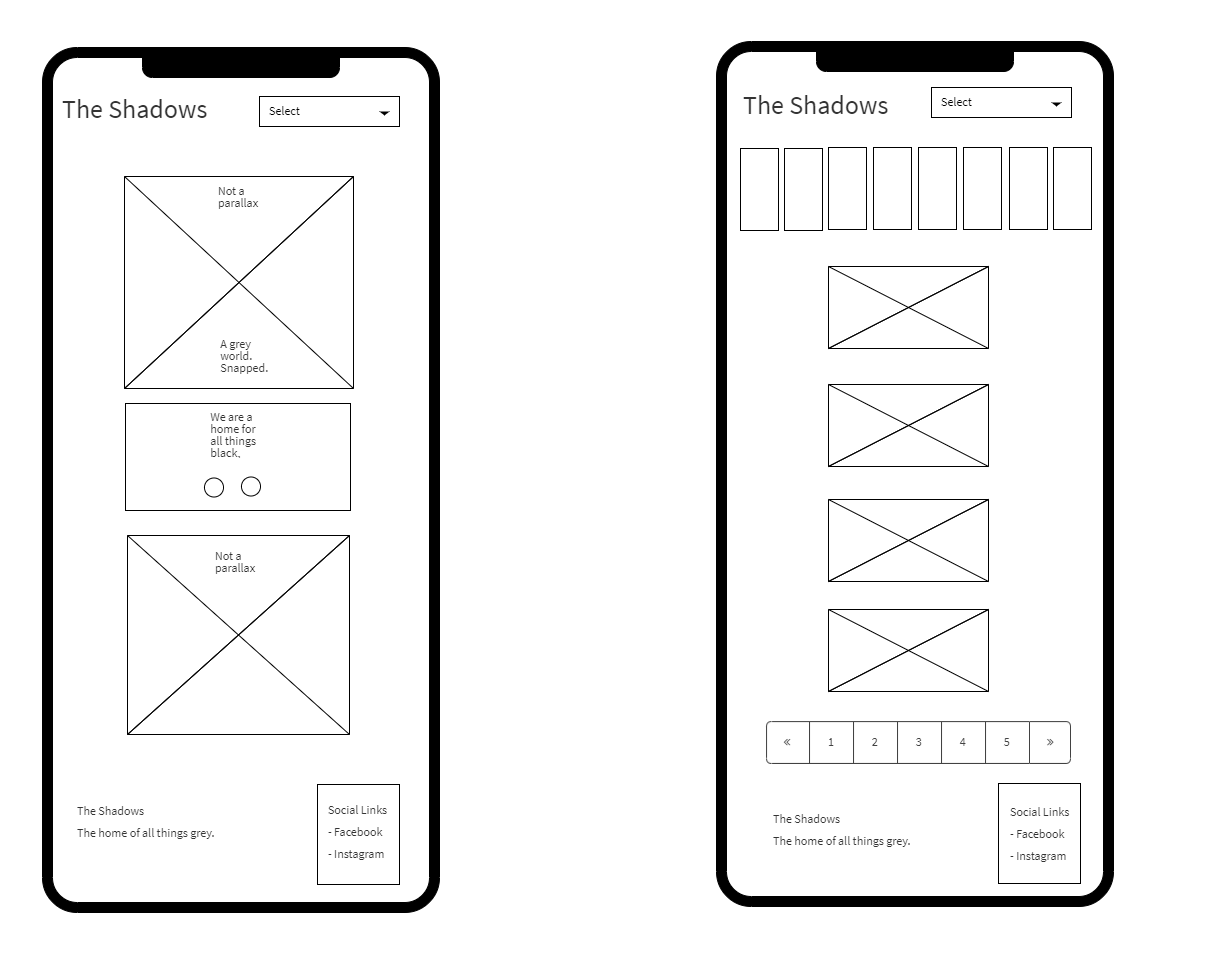 The Shadows
Select
Not a
parallax
A grey
world.
Snapped.
We are a
home for
all things
black,
Not a
parallax
The Shadows
The home of all things grey.
Social Links
- Facebook
- Instagram
The Shadows
Select
« 1 2 3 4 5 »
The Shadows
The home of all things grey.
Social Links
- Facebook
- Instagram